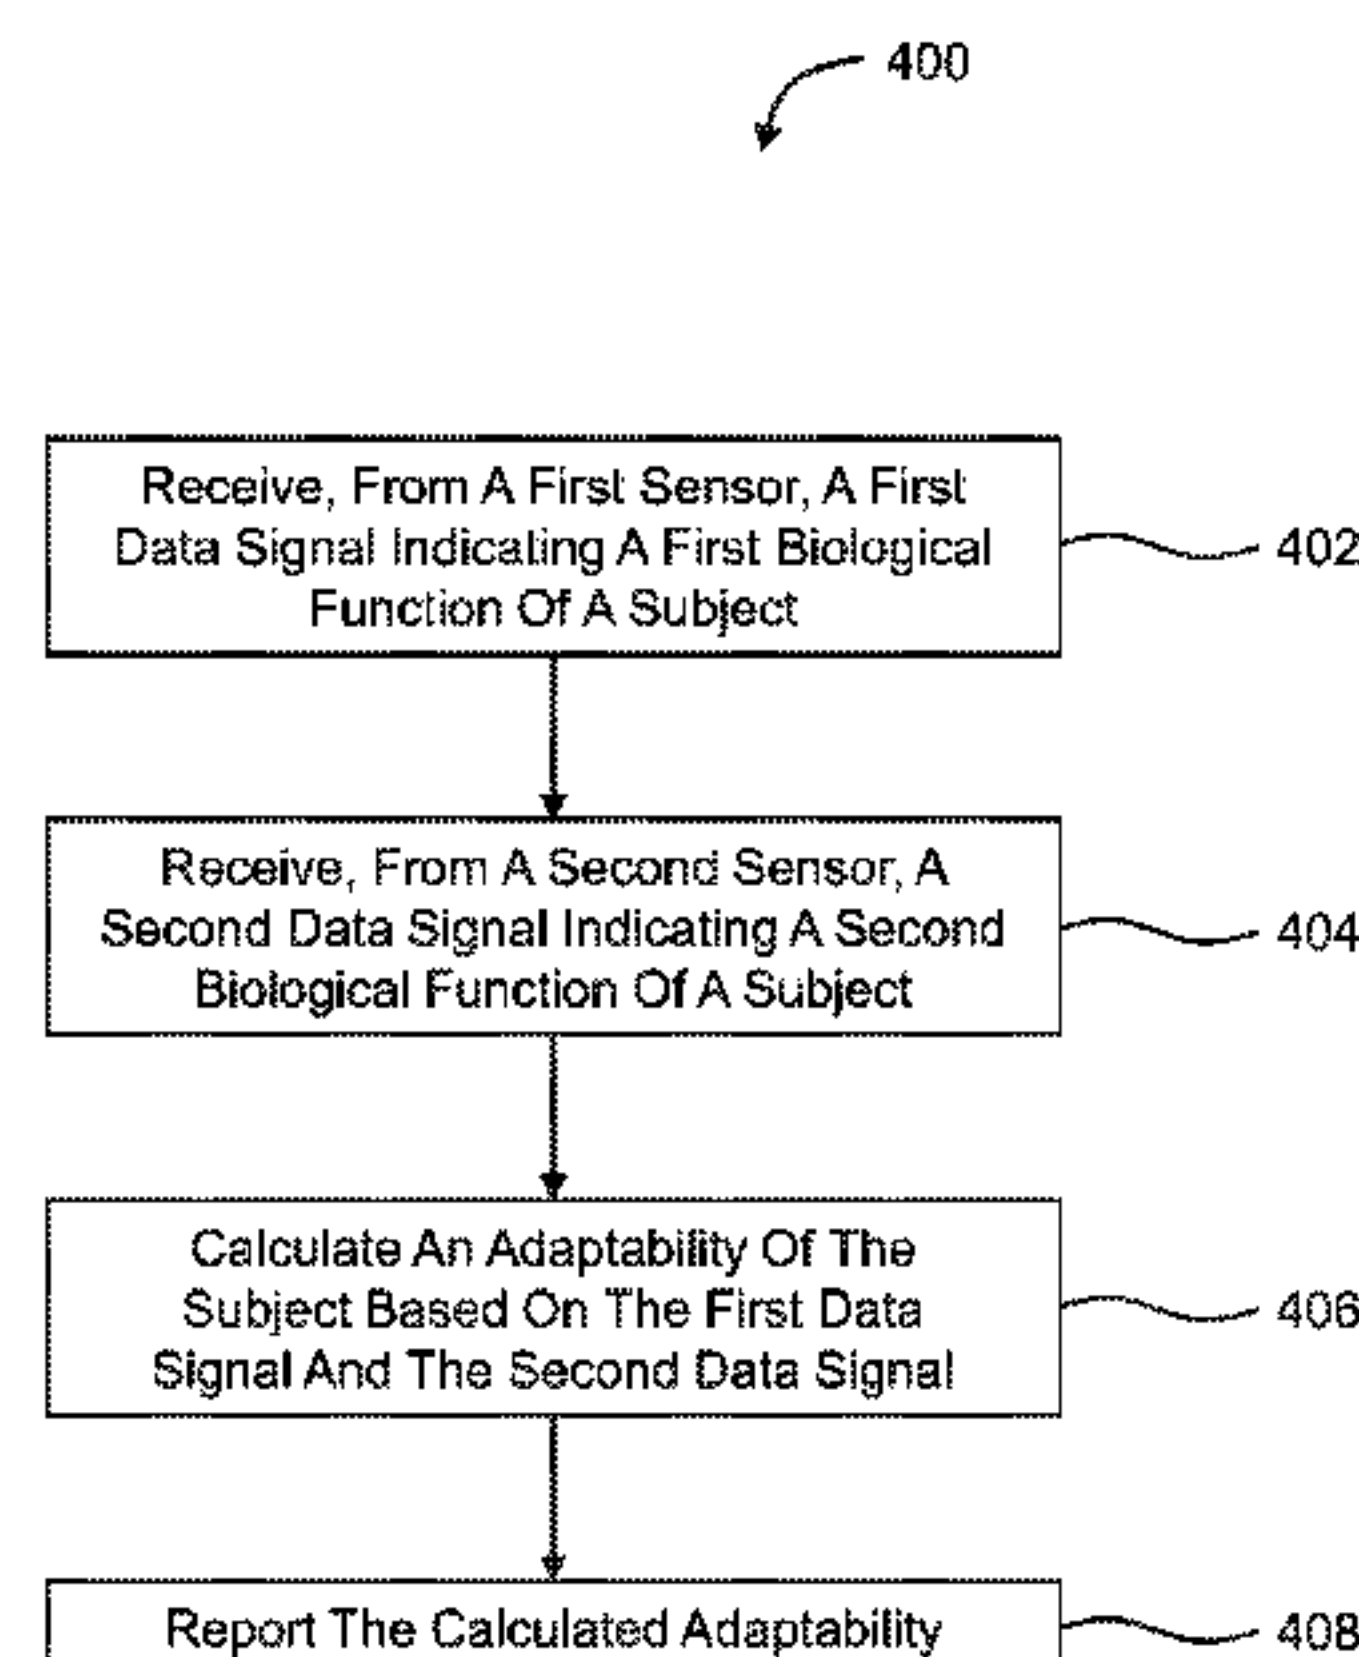 400
Receive, From A First Sensor, A First
Data Signal Indicating A First Biological
Function Of A Subject
402
Receive, From A Second Sensor, A
Second Data Signal Indicating A Second
Biological Function Of A Subject
404
Calculate An Adaptability Of The
Subject Based On The First Data
Signal And The Second Data Signal
406
Report The Calculated Adaptability
408